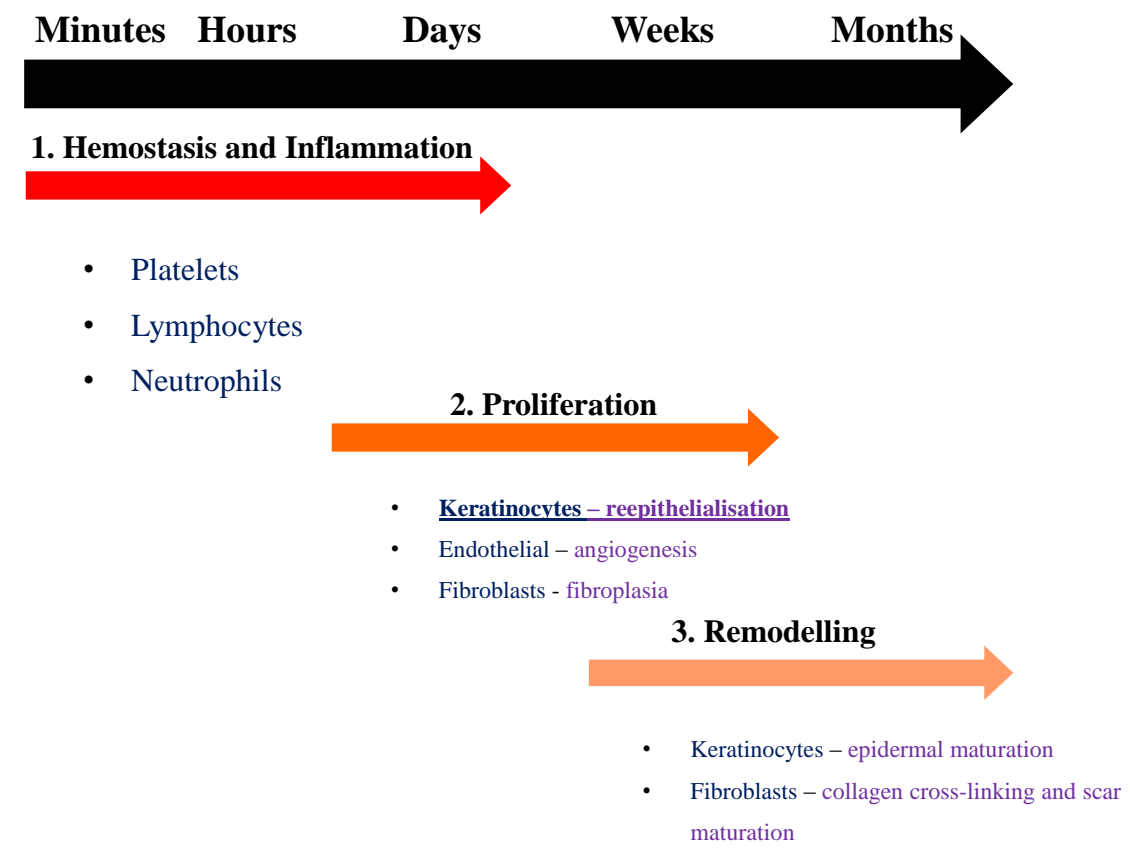 Minutes Hours Days Weeks Months
1. Hemostasis and Inflammation
• Platelets
• Lymphocytes
• Neutrophils
2. Proliferation
• Keratinocytes – reepithelialisation
• Endothelial – angiogenesis
• Fibroblasts - fibroplasia
3. Remodelling
• Keratinocytes – epidermal maturation
• Fibroblasts – collagen cross-linking and scar
maturation